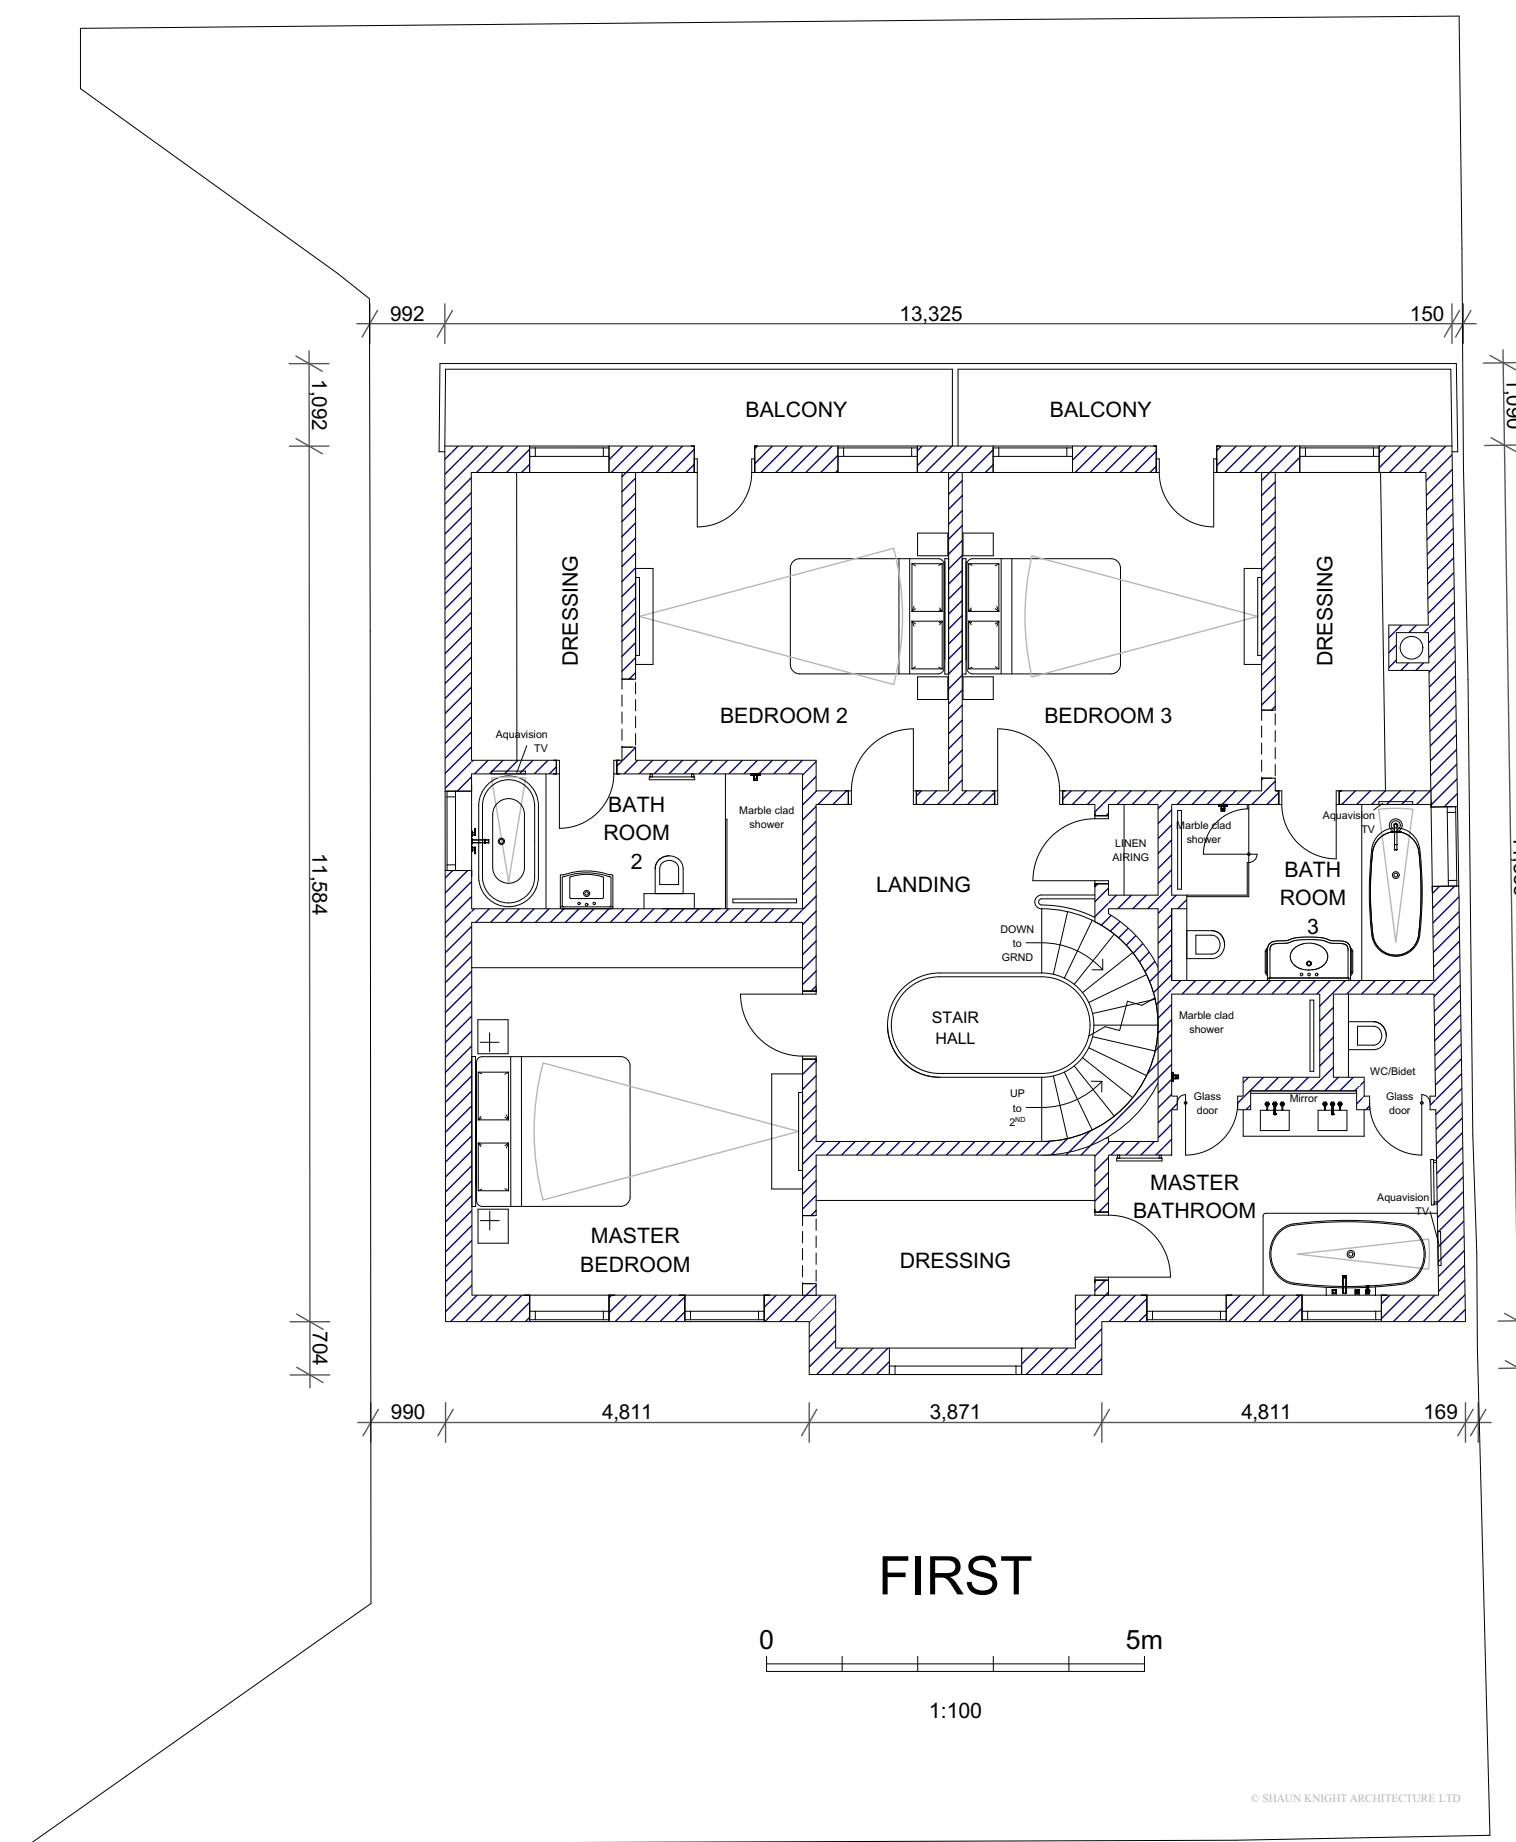 992
13,325
150
1,092
1,090
BALCONY
BALCONY
DRESSING
DRESSING
BEDROOM 2
BEDROOM 3
Aquavision
TV
BATH
ROOM
2
Marble clad
shower
LINEN
AIRING
Marble clad
shower
Aquavision
TV
BATH
ROOM
3
11,584
LANDING
DOWN
to
GRND
STAIR
HALL
UP
to
2ND
Marble clad
shower
WC/Bidet
Glass
door
Mirror
Glass
door
MASTER
BATHROOM
Aquavision
TV
MASTER
BEDROOM
DRESSING
704
990
4,811
3,871
4,811
169
FIRST
0
5m
1:100
© SHAUN KNIGHT ARCHITECTURE LTD